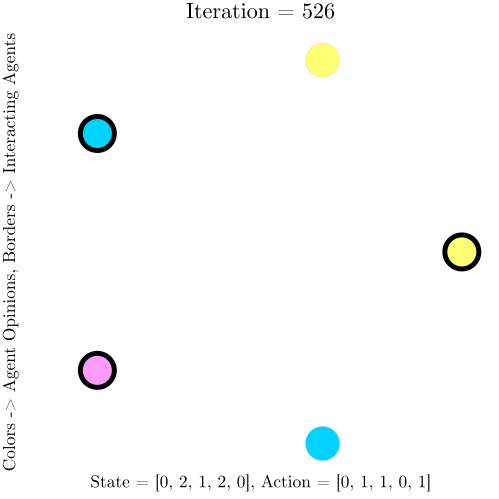 Iteration = 526
Colors -> Agent Opinions, Borders -> Interacting Agents
State = [0, 2, 1, 2, 0], Action = [0, 1, 1, 0, 1]